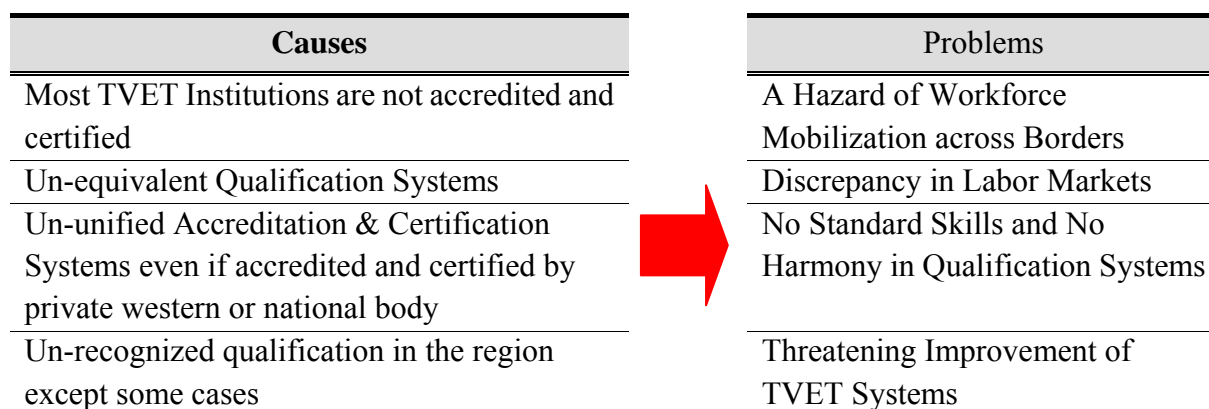 Causes
Most TVET Institutions are not accredited and
certified
Un-equivalent Qualification Systems
Un-unified Accreditation & Certification
Systems even if accredited and certified by
private western or national body
Un-recognized qualification in the region
except some cases
Problems
A Hazard of Workforce
Mobilization across Borders
Discrepancy in Labor Markets
No Standard Skills and No
Harmony in Qualification Systems
Threatening Improvement of
TVET Systems